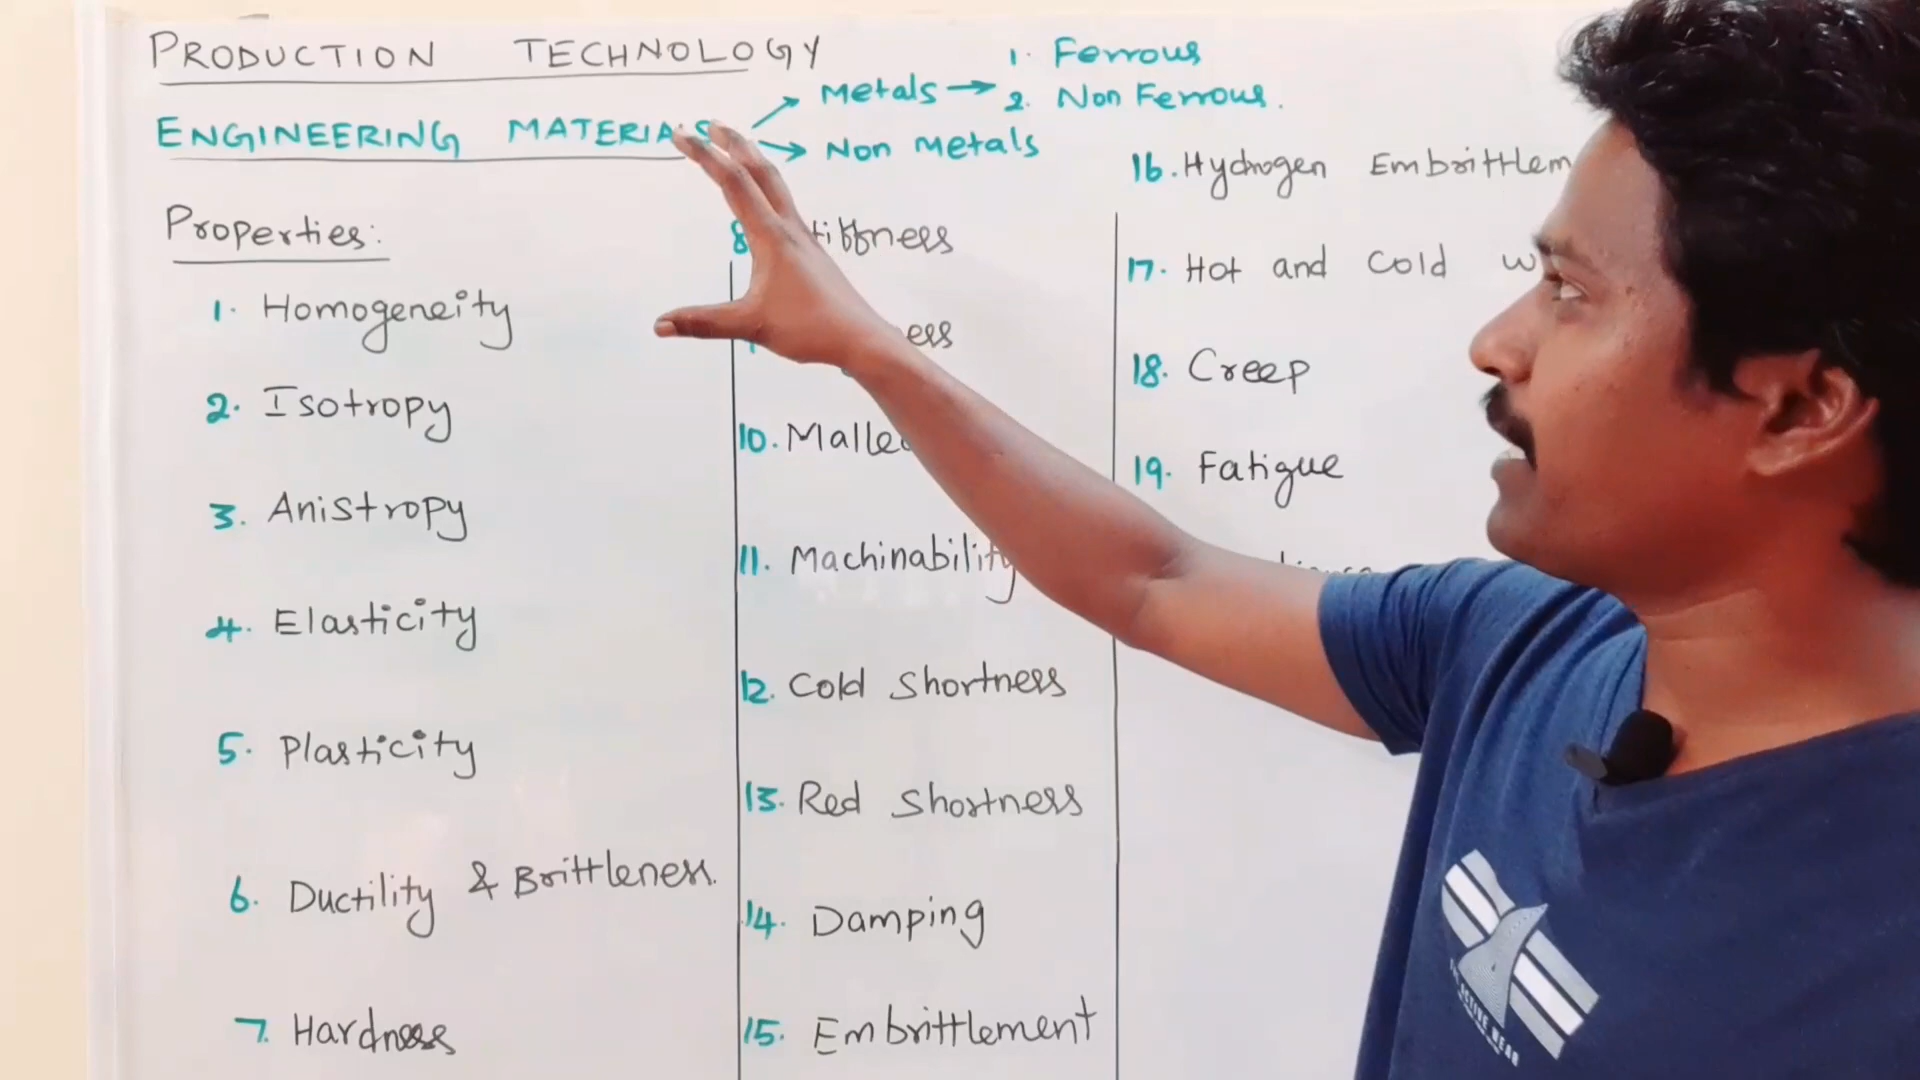 PRODUCTION TECHNOLOGY
ENGINEERING MATERIALS
Metals → 1. Ferrous
2. Non Ferrous.
Non Metals
Properties:
1. Homogeneity
2. Isotropy
3. Anistropy
4. Elasticity
5. Plasticity
6. Ductility & Brittleness.
7. Hardness
8
10.
11. Machinability
12. Cold Shortness
13. Red Shortness
14. Damping
15. Embrittlement
16. Hydrogen
17. Hot and Cold
18. Creep
19. Fatigue